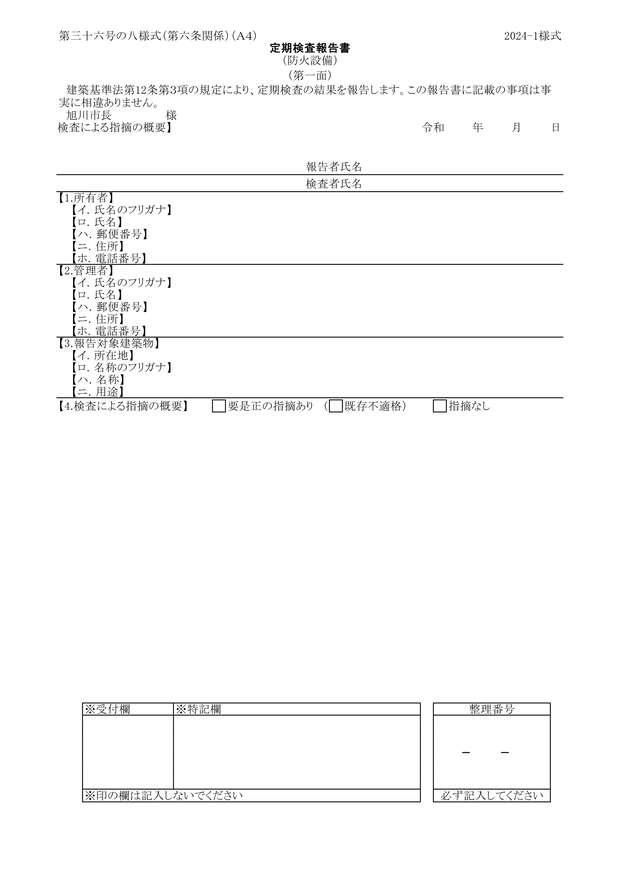 第三十六号の八様式(第六条関係)(A4) 2024-1様式
定期検査報告書
(防火設備)
(第一面)
建築基準法第12条第3項の規定により、定期検査の結果を報告します。この報告書に記載の事項は事
実に相違ありません。
旭川市長 様
検査による指摘の概要】 令和 年 月 日
報告者氏名
検査者氏名
【1.所有者】
【イ. 氏名のフリガナ】
【ロ. 氏名】
【ハ. 郵便番号】
【ニ. 住所】
【ホ. 電話番号】
【2.管理者】
【イ. 氏名のフリガナ】
【ロ. 氏名】
【ハ. 郵便番号】
【ニ. 住所】
【ホ. 電話番号】
【3.報告対象建築物】
【イ. 所在地】
【ロ. 名称のフリガナ】
【ハ. 名称】
【ニ. 用途】
【4.検査による指摘の概要】 □要是正の指摘あり (□既存不適格) □指摘なし
※受付欄 ※特記欄 整理番号
− −
※印の欄は記入しないでください 必ず記入してください